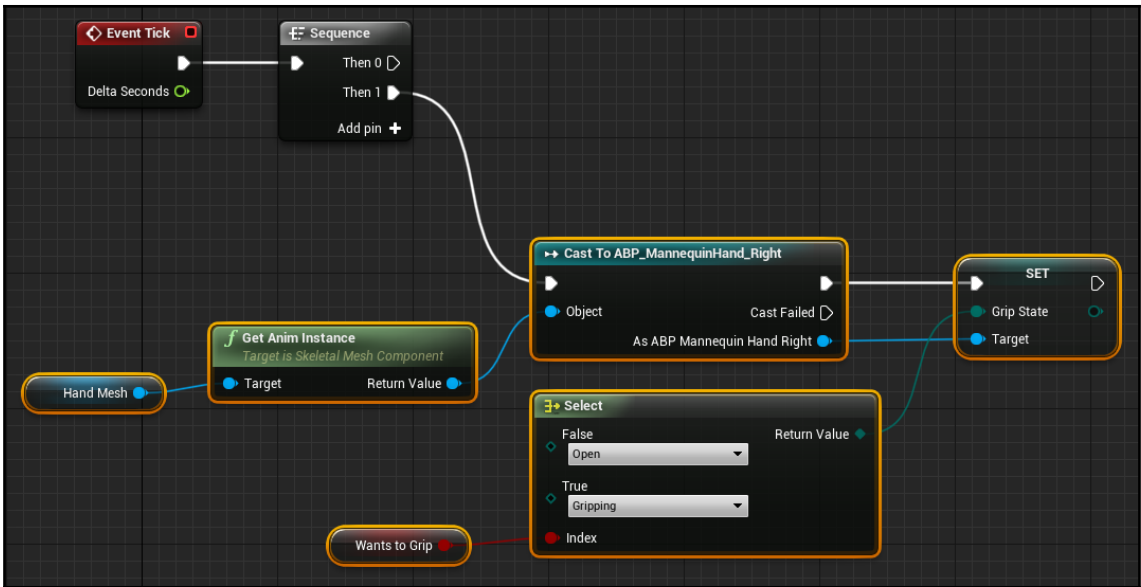 Event Tick
Delta Seconds
Sequence
Then 0
Then 1
Add pin
Cast To ABP_MannequinHand_Right
Object
Cast Failed
As ABP Mannequin Hand Right
SET
Grip State
Target
Get Anim Instance
Target is Skeletal Mesh Component
Target
Return Value
Hand Mesh
Select
False
Return Value
Open
True
Gripping
Index
Wants to Grip